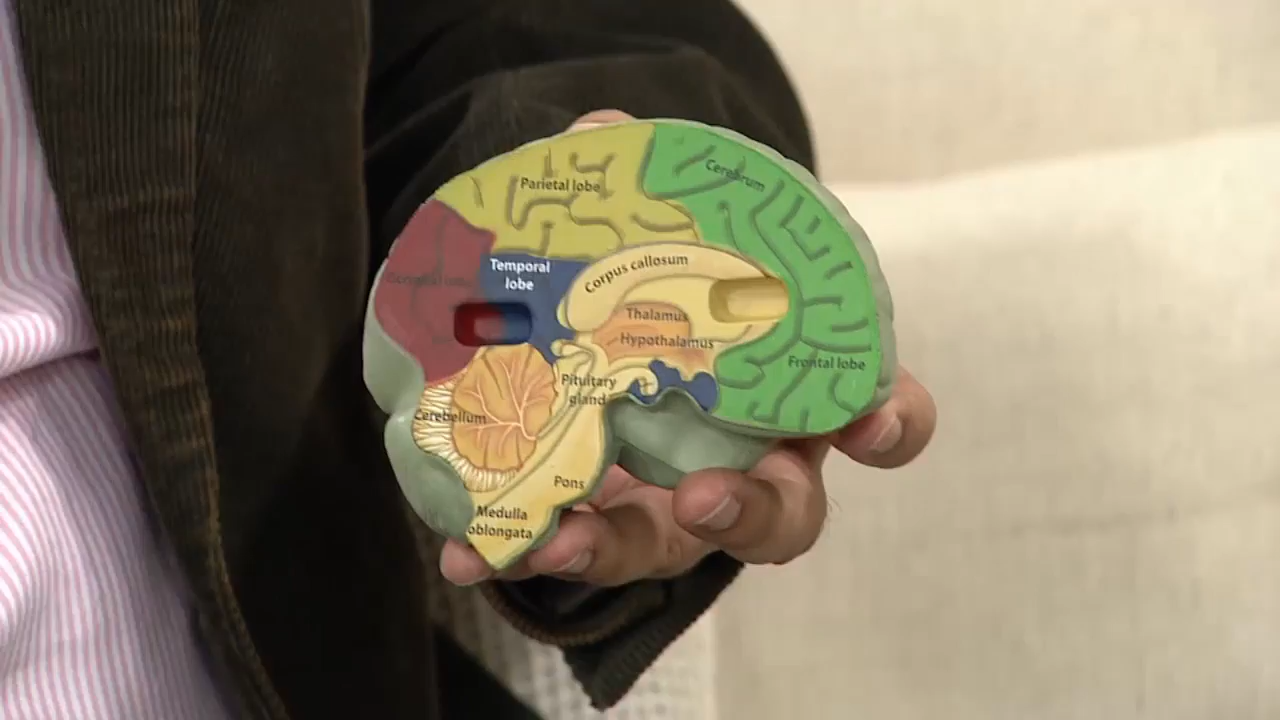 Cerebrum
Parietal lobe
Temporal
lobe
Corpus callosum
Thalamus
Hypothalamus
Frontal lobe
Pituitary
gland
Cerebellum
Pons
Medulla
oblongata